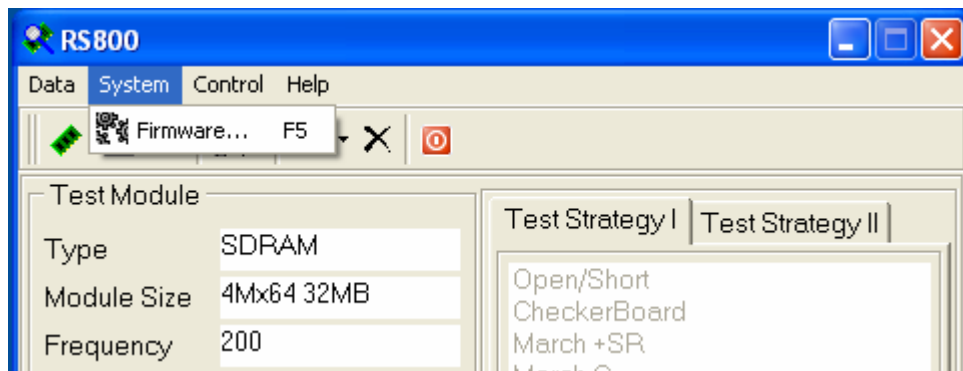 RS800
Data System Control Help
Firmware... F5
Test Module
Type SDRAM
Module Size 4Mx64 32MB
Frequency 200
Test Strategy I Test Strategy II
Open/Short
CheckerBoard
March +SR